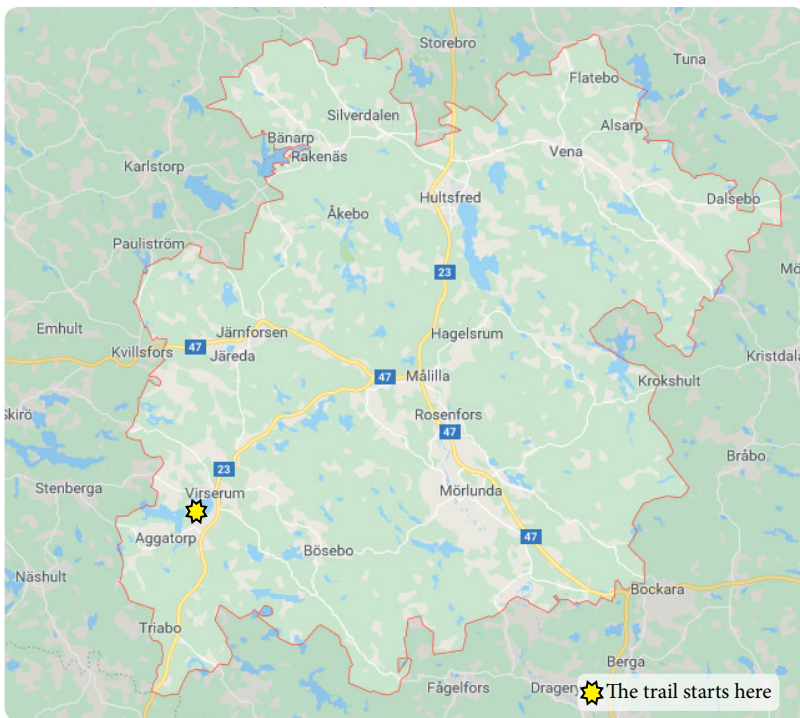 Storebro
Tuna
Flatebo
Silverdalen
Alsarp
Bänarp
Rakenäs
Vena
Karlstorp
Hultsfred
Dalsebo
Åkebo
Pauliström
23
Mö
Emhult
Järnforsen
Hagelsrum
47
Kvillsfors
Järeda
Kristdala
47
Målilla
Krokshult
Skirö
Rosenfors
47
Bråbo
23
Stenberga
Virserum
Mörlunda
Aggatorp
47
Bösebo
Näshult
Bockara
Triabo
Berga
Fågelfors
Drageny
The trail starts here